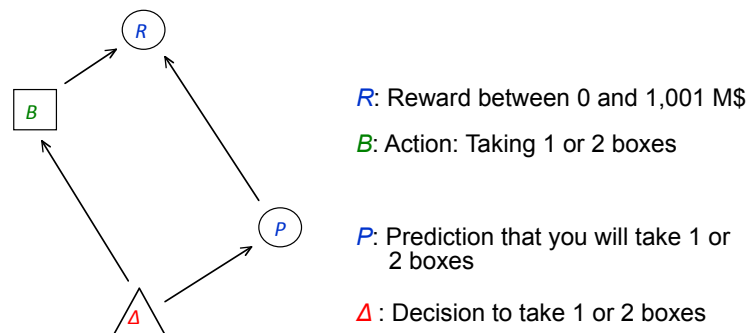 R
B
P
Δ
R: Reward between 0 and 1,001 M$
B: Action: Taking 1 or 2 boxes
P: Prediction that you will take 1 or
2 boxes
Δ : Decision to take 1 or 2 boxes